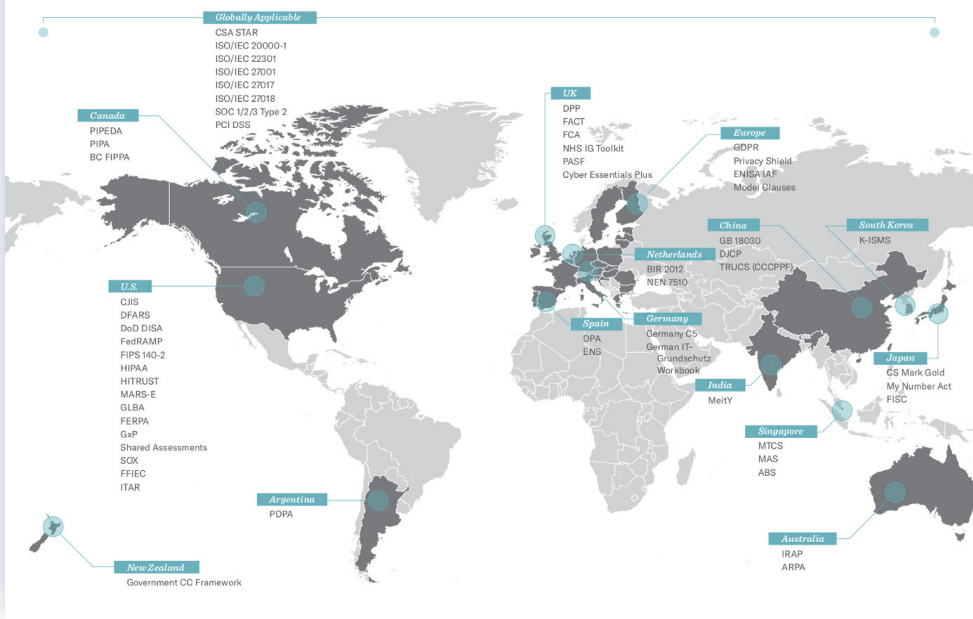 Globally Applicable
CSA STAR
ISO/IEC 20000-1
ISO/IEC 22301
ISO/IEC 27001
ISO/IEC 27017
ISO/IEC 27018
SOC 1/2/3 Type 2
PCI DSS
Canada
PIPEDA
PIPA
BC FIPPA
UK
DPP
FACT
FCA
NHS IG Toolkit
PASF
Cyber Essentials Plus
Europe
GDPR
Privacy Shield
ENISA IAF
Model Clauses
China
GB 18030
DJCP
TRUCS (CCCPPF)
South Korea
K-ISMS
Netherlands
BIR 2012
NEN 7510
U.S.
CJIS
DFARS
DoD DISA
FedRAMP
FIPS 140-2
HIPAA
HITRUST
MARS-E
GLBA
FERPA
GxP
Shared Assessments
SOX
FFIEC
ITAR
Spain
DPA
ENS
Germany
Germany C5
German IT-
Grundschutz
Workbook
Japan
CS Mark Gold
My Number Act
FISC
India
MeitY
Singapore
MTCS
MAS
ABS
Argentina
PDPA
Australia
IRAP
ARPA
New Zealand
Government CC Framework